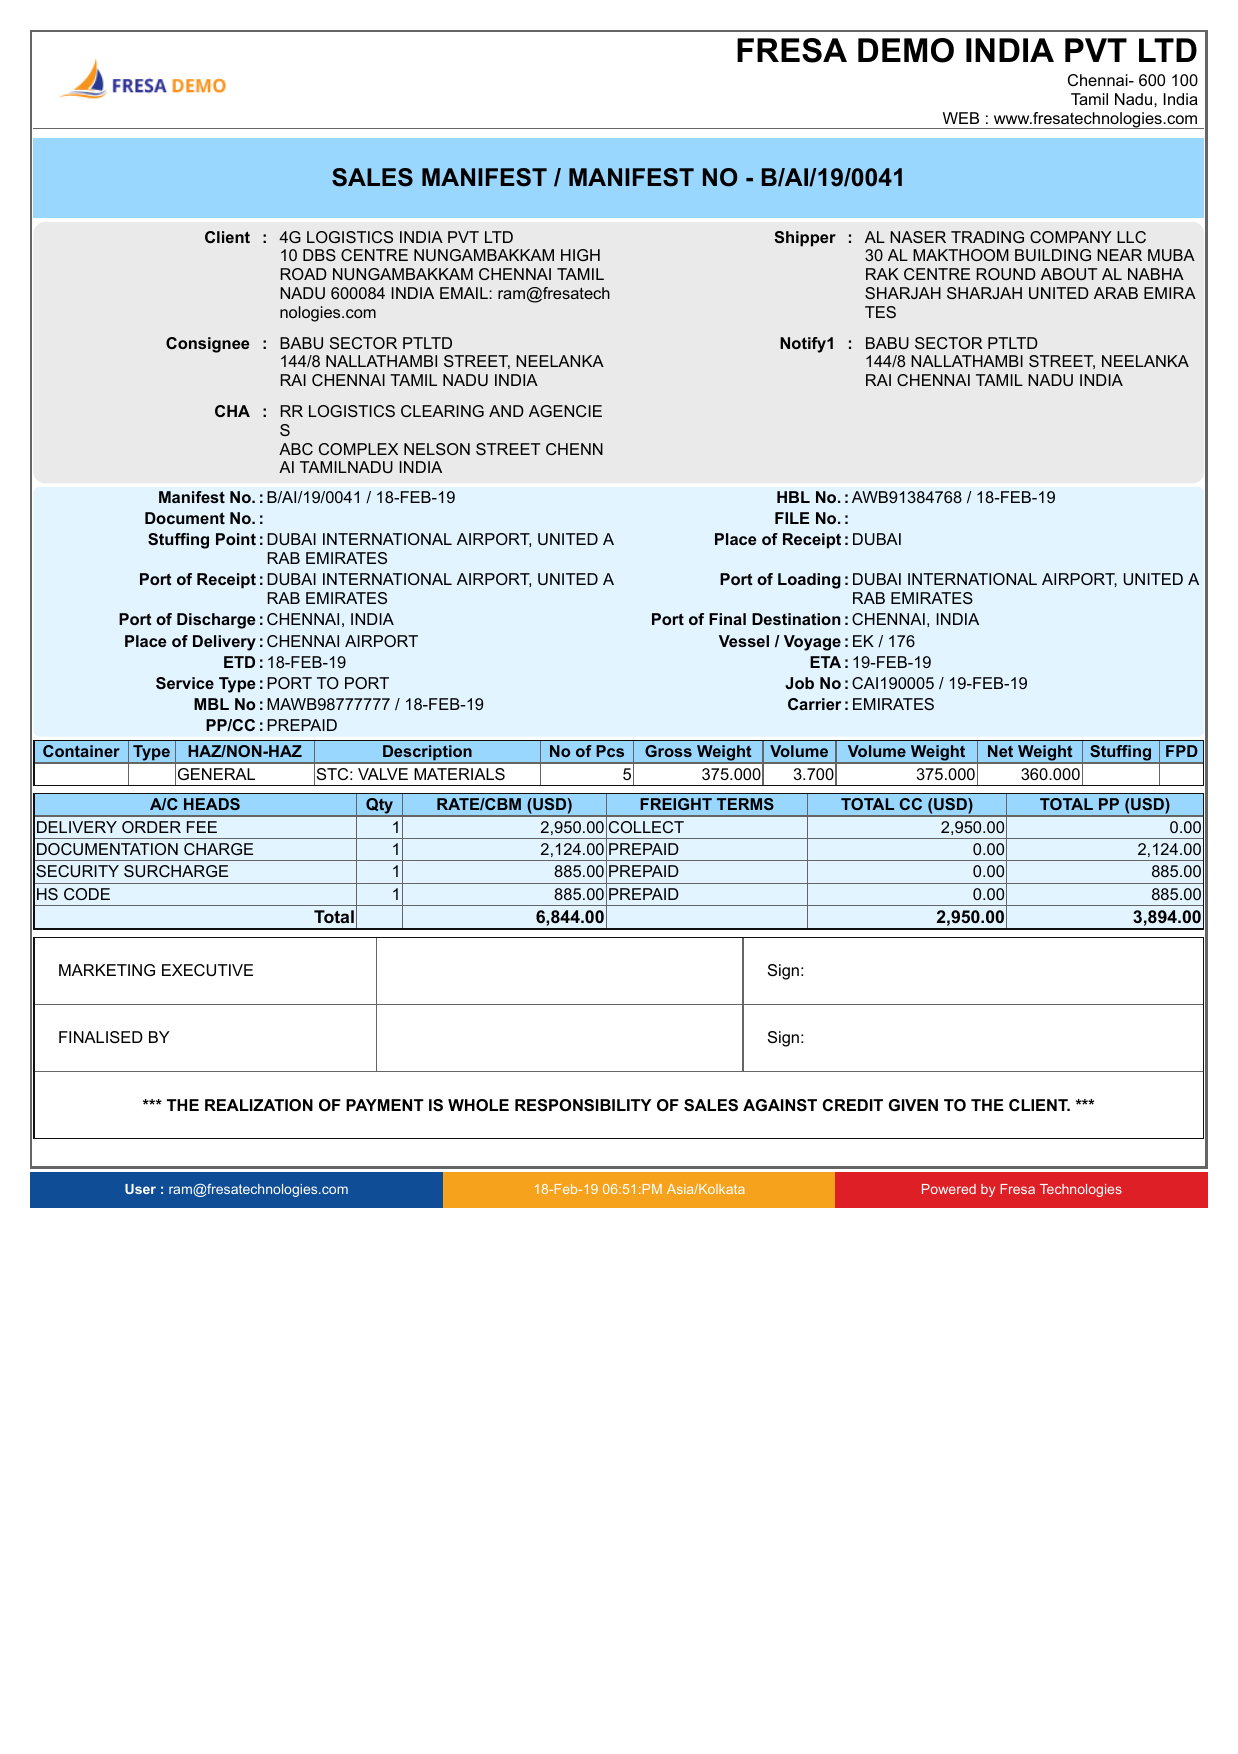 FRESA DEMO
FRESA DEMO INDIA PVT LTD
Chennai- 600 100
Tamil Nadu, India
WEB : www.fresatechnologies.com
SALES MANIFEST / MANIFEST NO - B/AI/19/0041
Client : 4G LOGISTICS INDIA PVT LTD
10 DBS CENTRE NUNGAMBAKKAM HIGH
ROAD NUNGAMBAKKAM CHENNAI TAMIL
NADU 600084 INDIA EMAIL: ram@fresatech
nologies.com
Shipper : AL NASER TRADING COMPANY LLC
30 AL MAKTHOOM BUILDING NEAR MUBA
RAK CENTRE ROUND ABOUT AL NABHA
SHARJAH SHARJAH UNITED ARAB EMIRA
TES
Consignee : BABU SECTOR PTLTD
144/8 NALLATHAMBI STREET, NEELANKA
RAI CHENNAI TAMIL NADU INDIA
Notify1 : BABU SECTOR PTLTD
144/8 NALLATHAMBI STREET, NEELANKA
RAI CHENNAI TAMIL NADU INDIA
CHA : RR LOGISTICS CLEARING AND AGENCIE
S
ABC COMPLEX NELSON STREET CHENN
AI TAMILNADU INDIA
Manifest No. : B/AI/19/0041 / 18-FEB-19 HBL No. : AWB91384768 / 18-FEB-19
Document No. : FILE No. :
Stuffing Point : DUBAI INTERNATIONAL AIRPORT, UNITED A
RAB EMIRATES
Place of Receipt : DUBAI
Port of Receipt : DUBAI INTERNATIONAL AIRPORT, UNITED A
RAB EMIRATES
Port of Loading : DUBAI INTERNATIONAL AIRPORT, UNITED A
RAB EMIRATES
Port of Discharge : CHENNAI, INDIA Port of Final Destination : CHENNAI, INDIA
Place of Delivery : CHENNAI AIRPORT Vessel / Voyage : EK / 176
ETD : 18-FEB-19 ETA : 19-FEB-19
Service Type : PORT TO PORT Job No : CAI190005 / 19-FEB-19
MBL No : MAWB98777777 / 18-FEB-19 Carrier : EMIRATES
PP/CC : PREPAID
Container Type HAZ/NON-HAZ Description No of Pcs Gross Weight Volume Volume Weight Net Weight Stuffing FPD
GENERAL STC: VALVE MATERIALS 5 375.000 3.700 375.000 360.000
A/C HEADS Qty RATE/CBM (USD) FREIGHT TERMS TOTAL CC (USD) TOTAL PP (USD)
DELIVERY ORDER FEE 1 2,950.00 COLLECT 2,950.00 0.00
DOCUMENTATION CHARGE 1 2,124.00 PREPAID 0.00 2,124.00
SECURITY SURCHARGE 1 885.00 PREPAID 0.00 885.00
HS CODE 1 885.00 PREPAID 0.00 885.00
Total 6,844.00 2,950.00 3,894.00
MARKETING EXECUTIVE Sign:
FINALISED BY Sign:
*** THE REALIZATION OF PAYMENT IS WHOLE RESPONSIBILITY OF SALES AGAINST CREDIT GIVEN TO THE CLIENT. ***
User : ram@fresatechnologies.com 18-Feb-19 06:51:PM Asia/Kolkata Powered by Fresa Technologies